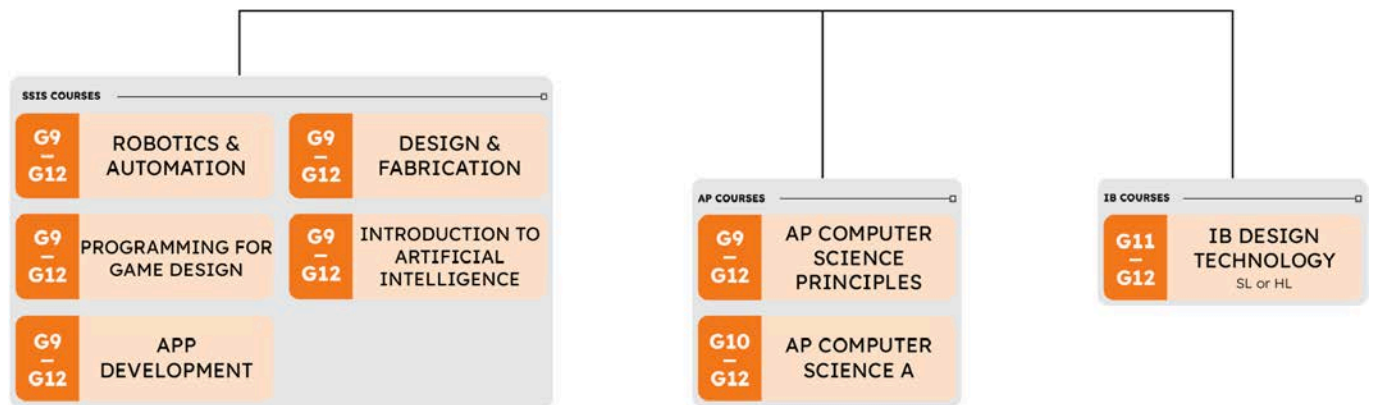 SSIS COURSES
G9
—
G12
ROBOTICS &
AUTOMATION
G9
—
G12
DESIGN &
FABRICATION
G9
—
G12
PROGRAMMING FOR
GAME DESIGN
G9
—
G12
INTRODUCTION TO
ARTIFICIAL
INTELLIGENCE
G9
—
G12
APP
DEVELOPMENT
AP COURSES
G9
—
G12
AP COMPUTER
SCIENCE
PRINCIPLES
G10
—
G12
AP COMPUTER
SCIENCE A
IB COURSES
G11
—
G12
IB DESIGN
TECHNOLOGY
SL or HL